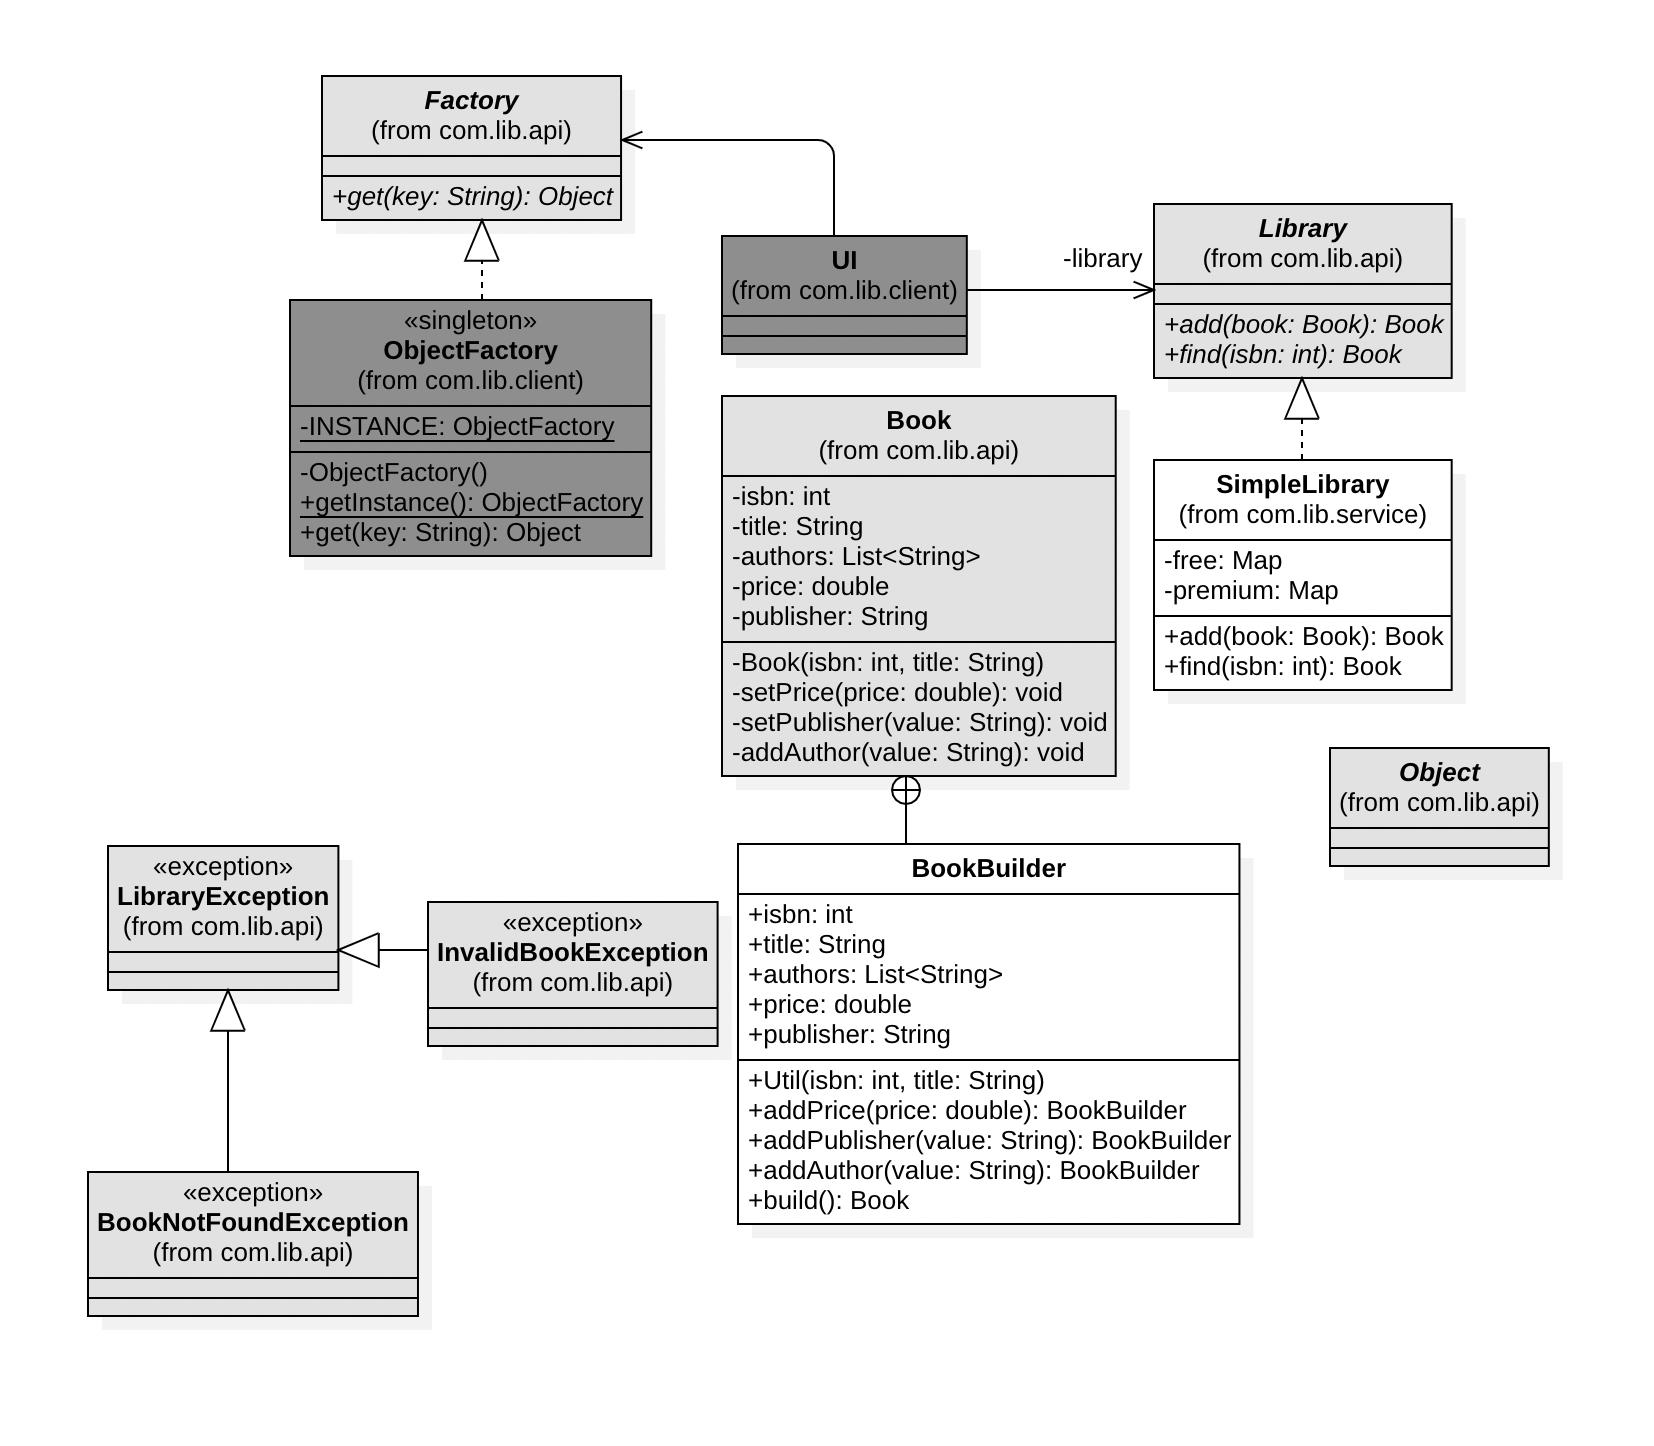 Factory
(from com.lib.api)
+get(key: String): Object
UI
(from com.lib.client)
-library
Library
(from com.lib.api)
+add(book: Book): Book
+find(isbn: int): Book
«singleton»
ObjectFactory
(from com.lib.client)
-INSTANCE: ObjectFactory
-ObjectFactory()
+getInstance(): ObjectFactory
+get(key: String): Object
Book
(from com.lib.api)
-isbn: int
-title: String
-authors: List<String>
-price: double
-publisher: String
-Book(isbn: int, title: String)
-setPrice(price: double): void
-setPublisher(value: String): void
-addAuthor(value: String): void
SimpleLibrary
(from com.lib.service)
-free: Map
-premium: Map
+add(book: Book): Book
+find(isbn: int): Book
Object
(from com.lib.api)
«exception»
LibraryException
(from com.lib.api)
«exception»
InvalidBookException
(from com.lib.api)
BookBuilder
+isbn: int
+title: String
+authors: List<String>
+price: double
+publisher: String
+Util(isbn: int, title: String)
+addPrice(price: double): BookBuilder
+addPublisher(value: String): BookBuilder
+addAuthor(value: String): BookBuilder
+build(): Book
«exception»
BookNotFoundException
(from com.lib.api)